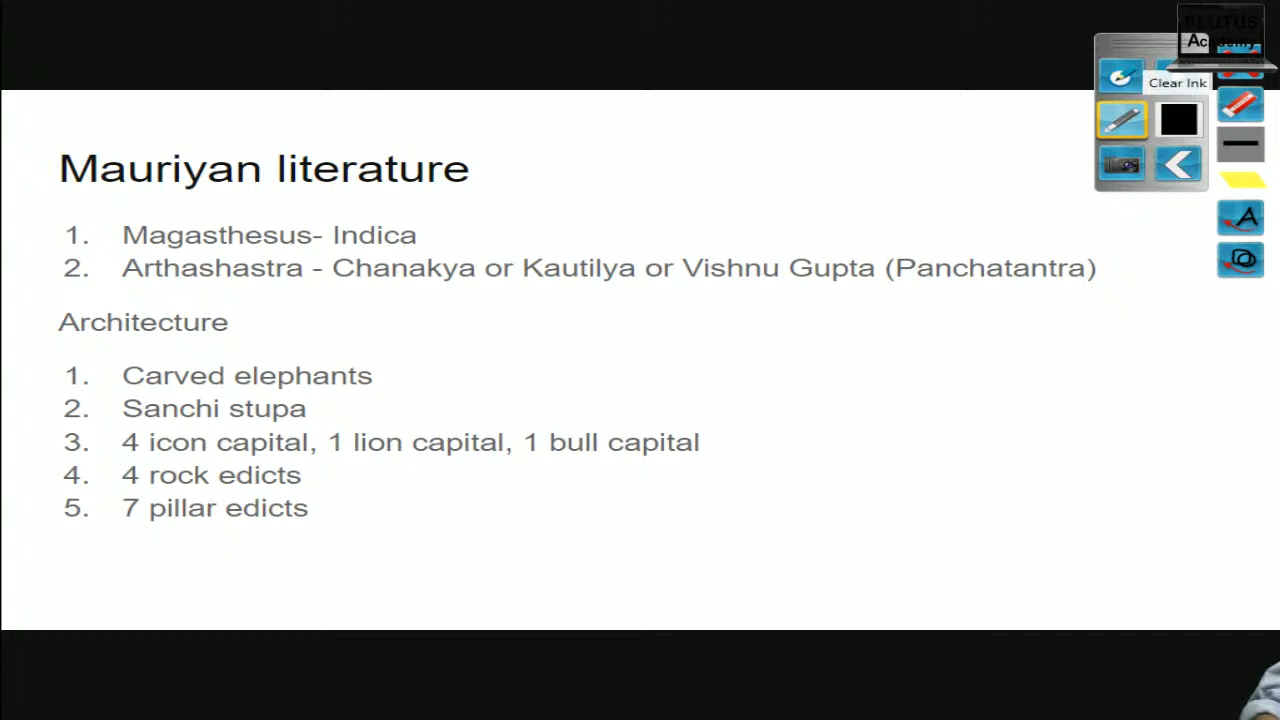 PLUTUS
Academy
Clear Ink
Mauriyan literature
1. Magasthesus- Indica
2. Arthashastra - Chanakya or Kautilya or Vishnu Gupta (Panchatantra)
Architecture
1. Carved elephants
2. Sanchi stupa
3. 4 icon capital, 1 lion capital, 1 bull capital
4. 4 rock edicts
5. 7 pillar edicts